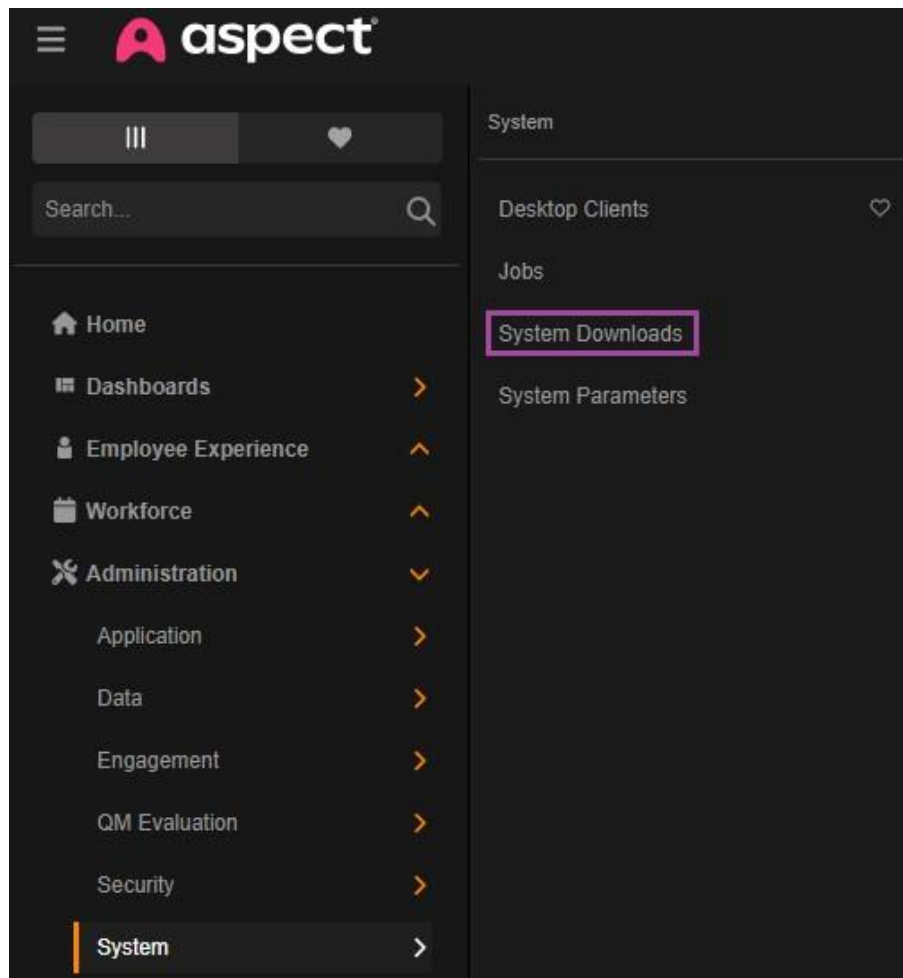 aspect
Search...
Home
Dashboards
Employee Experience
Workforce
Administration
Application
Data
Engagement
QM Evaluation
Security
System
System
Desktop Clients
Jobs
System Downloads
System Parameters